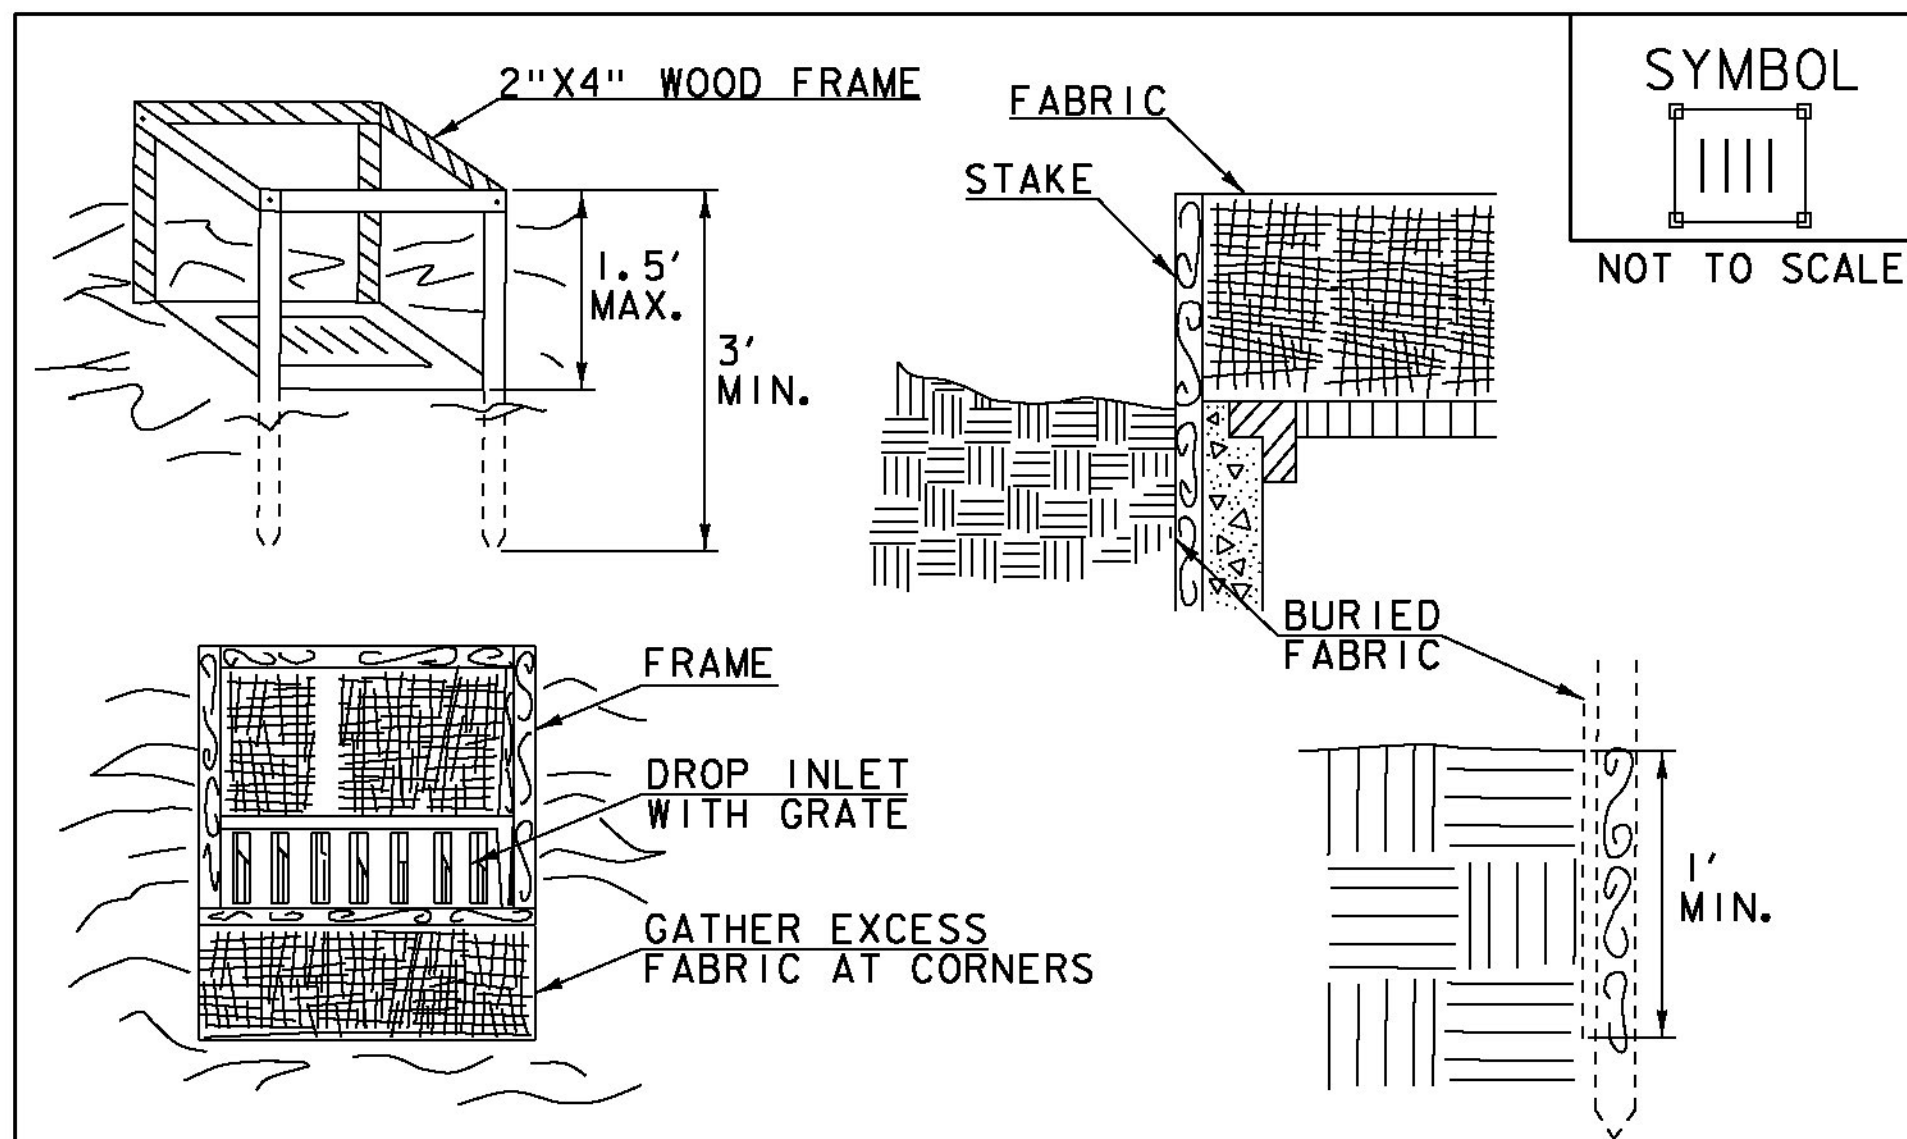 2"X4" WOOD FRAME
1.5'
MAX.
3'
MIN.
FABRIC
STAKE
SYMBOL
NOT TO SCALE
BURIED
FABRIC
FRAME
DROP INLET
WITH GRATE
GATHER EXCESS
FABRIC AT CORNERS
1'
MIN.